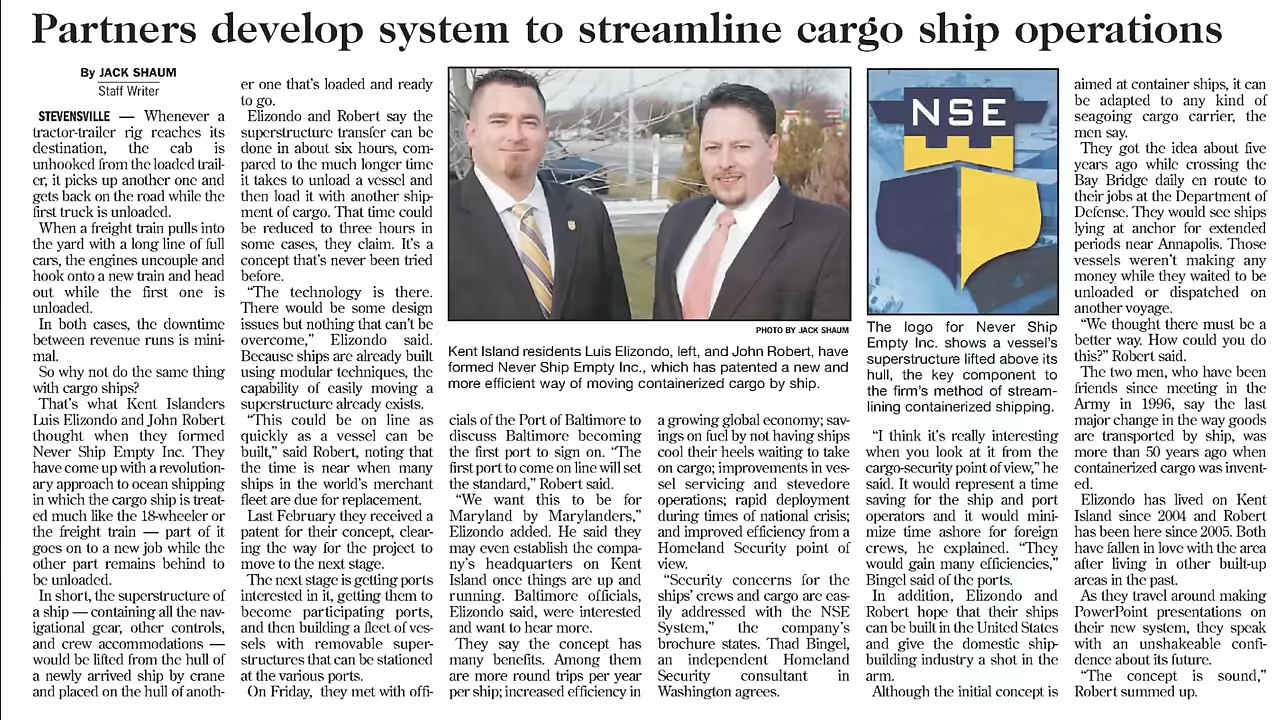 Partners develop system to streamline cargo ship operations
By JACK SHAUM
Staff Writer
STEVENSVILLE — Whenever a
tractor-trailer rig reaches its
destination, the cab is
unhooked from the loaded trail-
er, it picks up another one and
gets back on the road while the
first truck is unloaded.
When a freight train pulls into
the yard with a long line of full
cars, the engines uncouple and
hook onto a new train and head
out while the first one is
unloaded.
In both cases, the downtime
between revenue runs is mini-
mal.
So why not do the same thing
with cargo ships?
That's what Kent Islanders
Luis Elizondo and John Robert
thought when they formed
Never Ship Empty Inc. They
have come up with a revolution-
ary approach to ocean shipping
in which the cargo ship is treat-
ed much like the 18-wheeler or
the freight train — part of it
goes on to a new job while the
other part remains behind to
be unloaded.
In short, the superstructure of
a ship — containing all the nav-
igational gear, other controls,
and crew accommodations —
would be lifted from the hull of
a newly arrived ship by crane
and placed on the hull of anoth-
er one that's loaded and ready
to go.
Elizondo and Robert say the
superstructure transfer can be
done in about six hours, com-
pared to the much longer time
it takes to unload a vessel and
then load it with another ship-
ment of cargo. That time could
be reduced to three hours in
some cases, they claim. It's a
concept that's never been tried
before.
"The technology is there.
There would be some design
issues but nothing that can't be
overcome," Elizondo said.
Because ships are already built
using modular techniques, the
capability of easily moving a
superstructure already exists.
"This could be on line as
quickly as a vessel can be
built," said Robert, noting that
the time is near when many
ships in the world's merchant
fleet are due for replacement.
Last February they received a
patent for their concept, clear-
ing the way for the project to
move to the next stage.
The next stage is getting ports
interested in it, getting them to
become participating ports,
and then building a fleet of ves-
sels with removable super-
structures that can be stationed
at the various ports.
On Friday, they met with offi-
PHOTO BY JACK SHAUM
Kent Island residents Luis Elizondo, left, and John Robert, have
formed Never Ship Empty Inc., which has patented a new and
more efficient way of moving containerized cargo by ship.
cials of the Port of Baltimore to
discuss Baltimore becoming
the first port to sign on. "The
first port to come on line will set
the standard," Robert said.
"We want this to be for
Maryland by Marylanders,"
Elizondo added. He said they
may even establish the compa-
ny's headquarters on Kent
Island once things are up and
running. Baltimore officials,
Elizondo said, were interested
and want to hear more.
They say the concept has
many benefits. Among them
are more round trips per year
per ship; increased efficiency in
a growing global economy; sav-
ings on fuel by not having ships
cool their heels waiting to take
on cargo; improvements in ves-
sel servicing and stevedore
operations; rapid deployment
during times of national crisis;
and improved efficiency from a
Homeland Security point of
view.
"Security concerns for the
ships' crews and cargo are eas-
ily addressed with the NSE
System," the company's
brochure states. Thad Bingel,
an independent Homeland
Security consultant in
Washington agrees.
NSE
The logo for Never Ship
Empty Inc. shows a vessel's
superstructure lifted above its
hull, the key component to
the firm's method of stream-
lining containerized shipping.
"I think it's really interesting
when you look at it from the
cargo-security point of view," he
said. It would represent a time
saving for the ship and port
operators and it would mini-
mize time ashore for foreign
crews, he explained. "They
would gain many efficiencies,"
Bingel said of the ports.
In addition, Elizondo and
Robert hope that their ships
can be built in the United States
and give the domestic ship-
building industry a shot in the
arm.
Although the initial concept is
aimed at container ships, it can
be adapted to any kind of
seagoing cargo carrier, the
men say.
They got the idea about five
years ago while crossing the
Bay Bridge daily en route to
their jobs at the Department of
Defense. They would see ships
lying at anchor for extended
periods near Annapolis. Those
vessels weren't making any
money while they waited to be
unloaded or dispatched on
another voyage.
"We thought there must be a
better way. How could you do
this?" Robert said.
The two men, who have been
friends since meeting in the
Army in 1996, say the last
major change in the way goods
are transported by ship, was
more than 50 years ago when
containerized cargo was invent-
ed.
Elizondo has lived on Kent
Island since 2004 and Robert
has been here since 2005. Both
have fallen in love with the area
after living in other built-up
areas in the past.
As they travel around making
PowerPoint presentations on
their new system, they speak
with an unshakeable confi-
dence about its future.
"The concept is sound,"
Robert summed up.